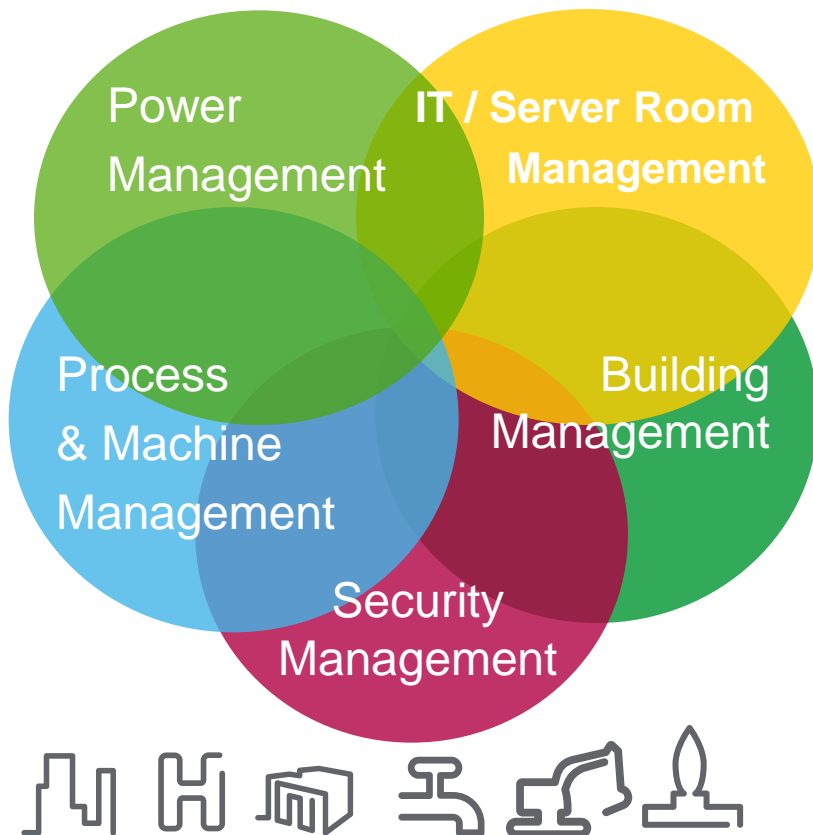 Power
Management
IT / Server Room
Management
Process
& Machine
Management
Building
Management
Security
Management